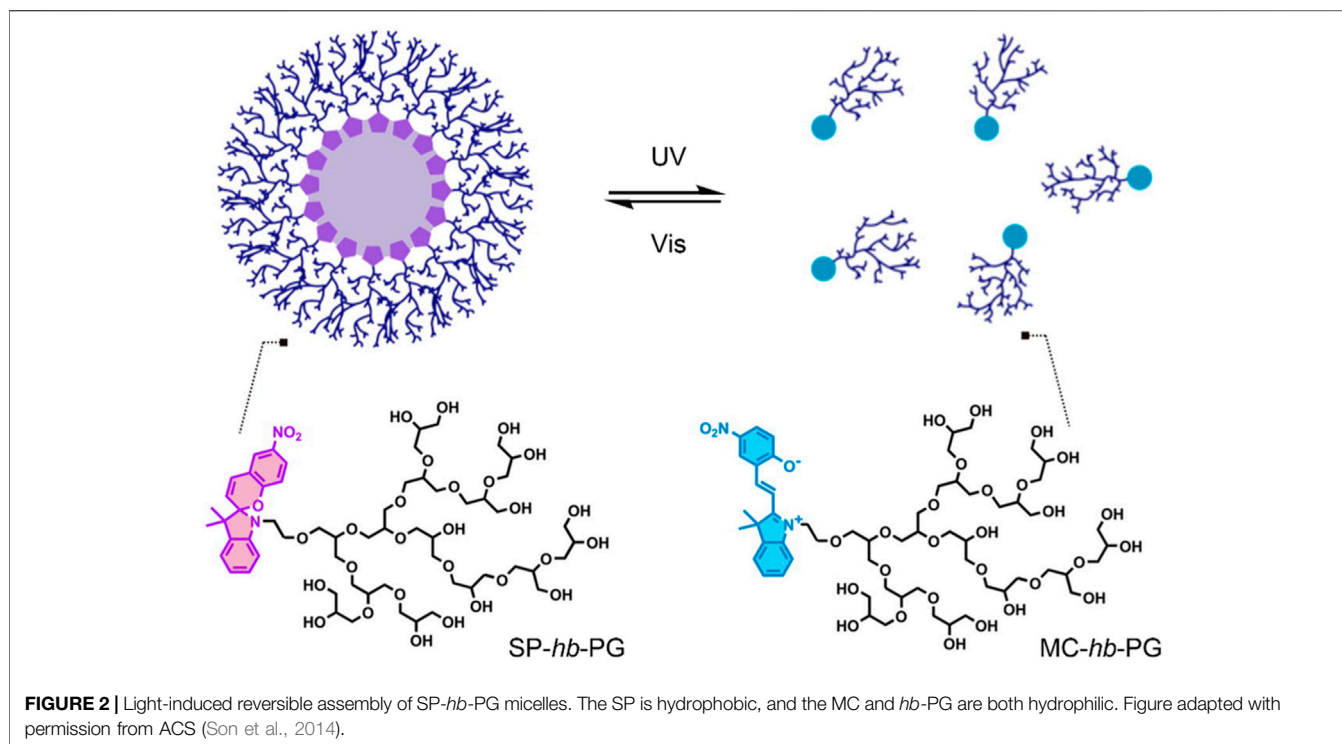 UV
Vis
NO₂
O
N
O
O
O
OH
OH
O
O
OH
OH
O
OH
OH
O
OH
O
O
O
OH
OH
OH
OH
O
O
HO
HO
O
OH
OH
SP-hb-PG
O₂N
O⁻
N⁺
O
O
O
OH
OH
O
O
OH
OH
O
OH
OH
O
OH
O
O
O
OH
OH
OH
OH
O
O
HO
HO
O
OH
OH
MC-hb-PG
FIGURE 2 | Light-induced reversible assembly of SP-hb-PG micelles. The SP is hydrophobic, and the MC and hb-PG are both hydrophilic. Figure adapted with
permission from ACS (Son et al., 2014).